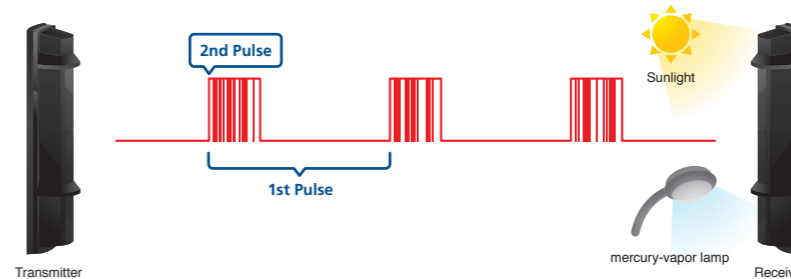 2nd Pulse
Sunlight
1st Pulse
mercury-vapor lamp
Transmitter